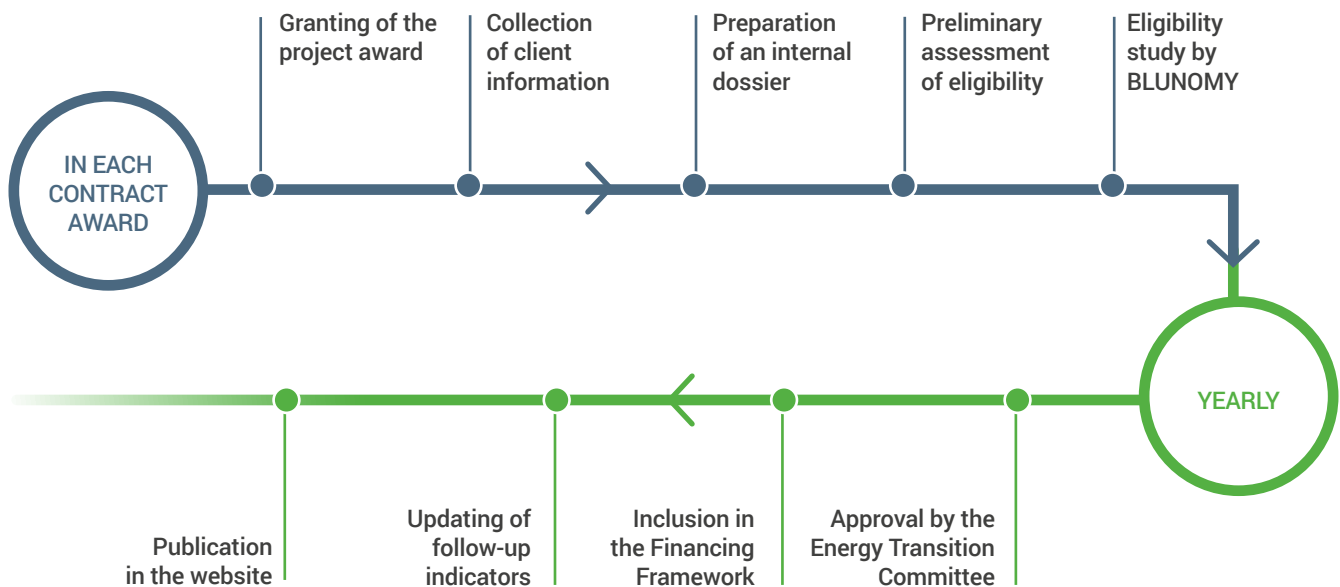 Granting of the
project award
Collection
of client
information
Preparation
of an internal
dossier
Preliminary
assessment
of eligibility
Eligibility
study by
BLUNOMY
IN EACH
CONTRACT
AWARD
YEARLY
Approval by the
Energy Transition
Committee
Inclusion in
the Financing
Framework
Updating of
follow-up
indicators
Publication
in the website